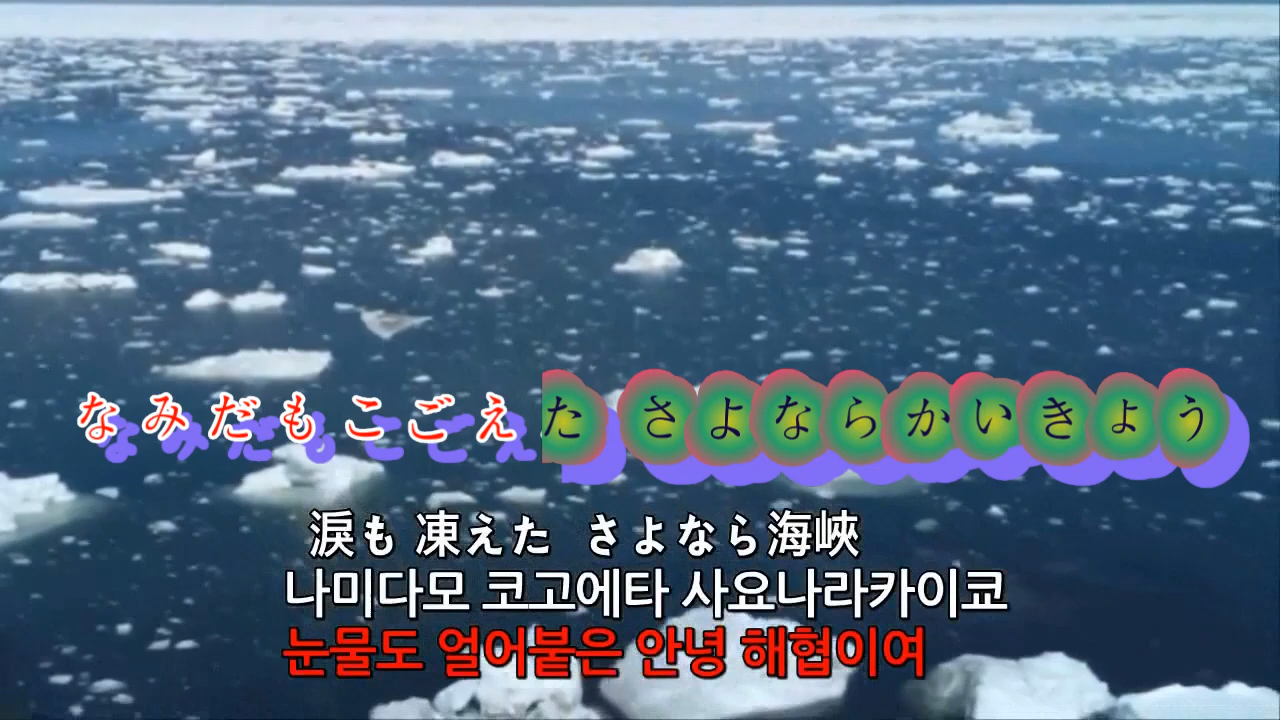 なみだもこごえた さよならかいきょう
涙も 凍えた さよなら海峽
나미다모 코고에타 사요나라카이쿄
눈물도 얼어붙은 안녕 해협이여